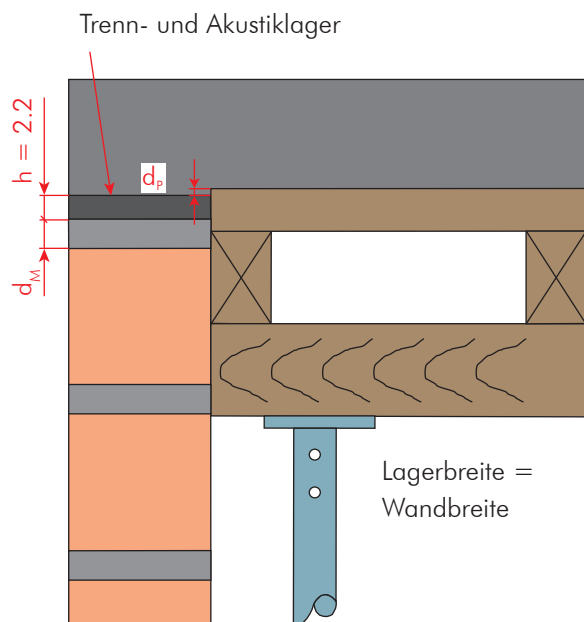 Trenn- und Akustiklager
h = 2.2
dP
dM
Lagerbreite =
Wandbreite